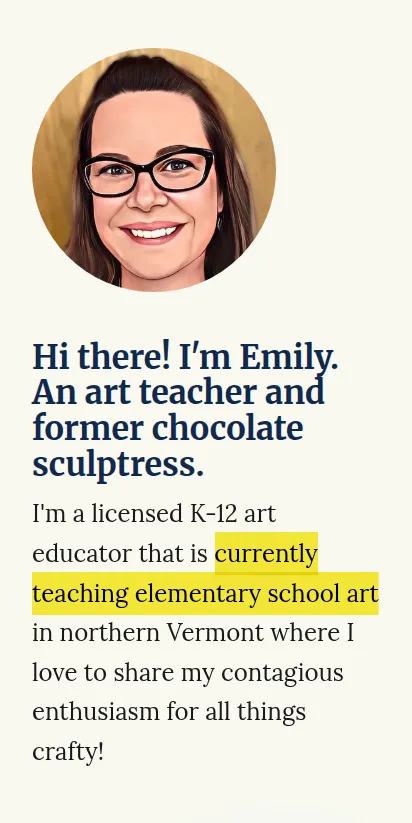 Hi there! I'm Emily.
An art teacher and
former chocolate
sculptress.
I'm a licensed K-12 art
educator that is currently
teaching elementary school art
in northern Vermont where I
love to share my contagious
enthusiasm for all things
crafty!